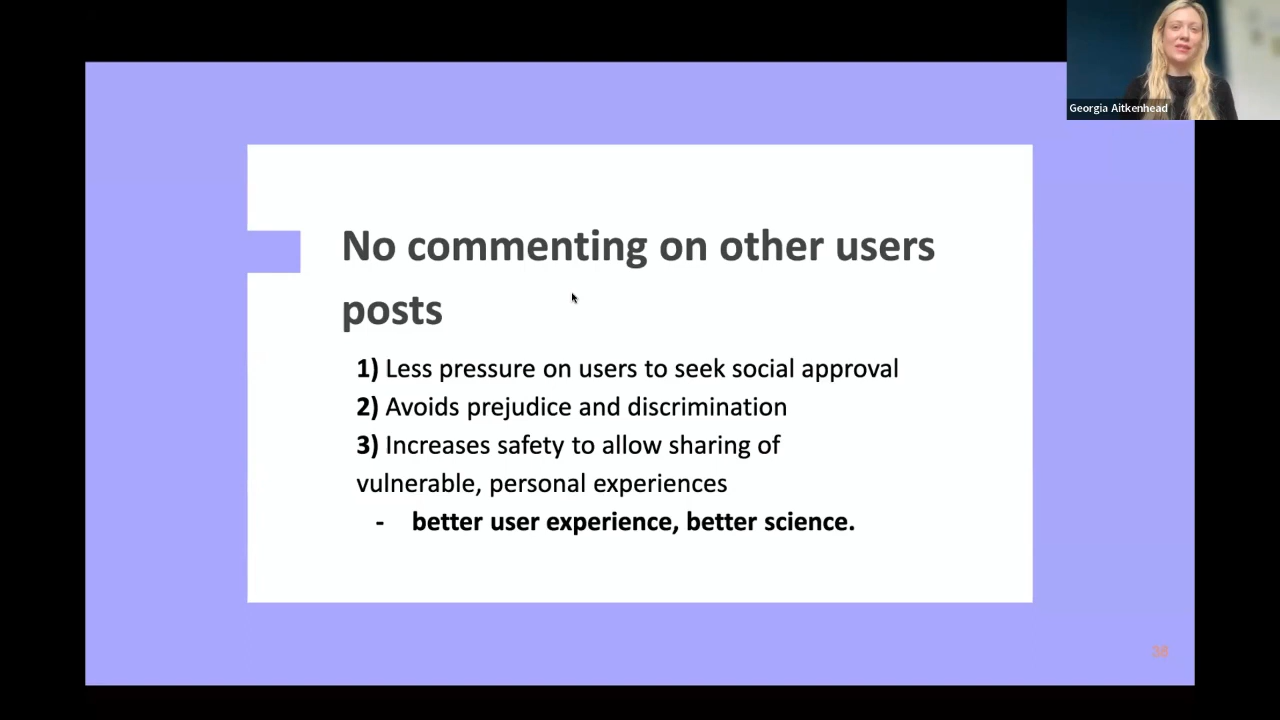 Georgia Aitkenhead
No commenting on other users
posts
1) Less pressure on users to seek social approval
2) Avoids prejudice and discrimination
3) Increases safety to allow sharing of
vulnerable, personal experiences
- better user experience, better science.
38